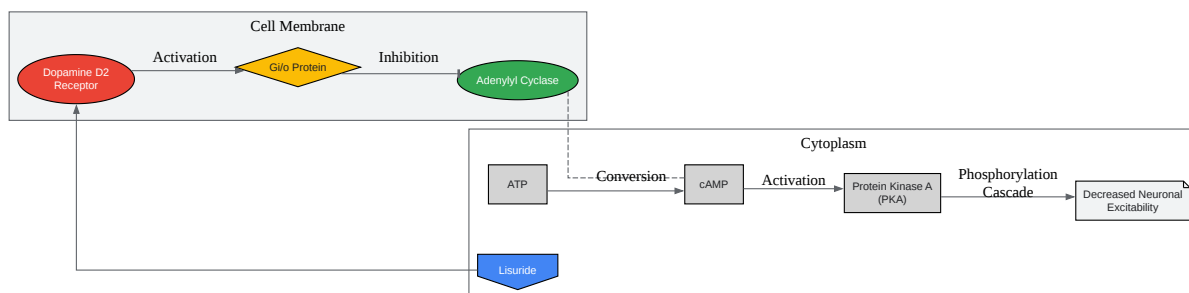 Cell Membrane
Activation
Inhibition
Dopamine D2
Receptor
Gi/o Protein
Adenylyl Cyclase
Cytoplasm
ATP
Conversion
cAMP
Activation
Protein Kinase A
(PKA)
Phosphorylation
Cascade
Decreased Neuronal
Excitability
Lisuride